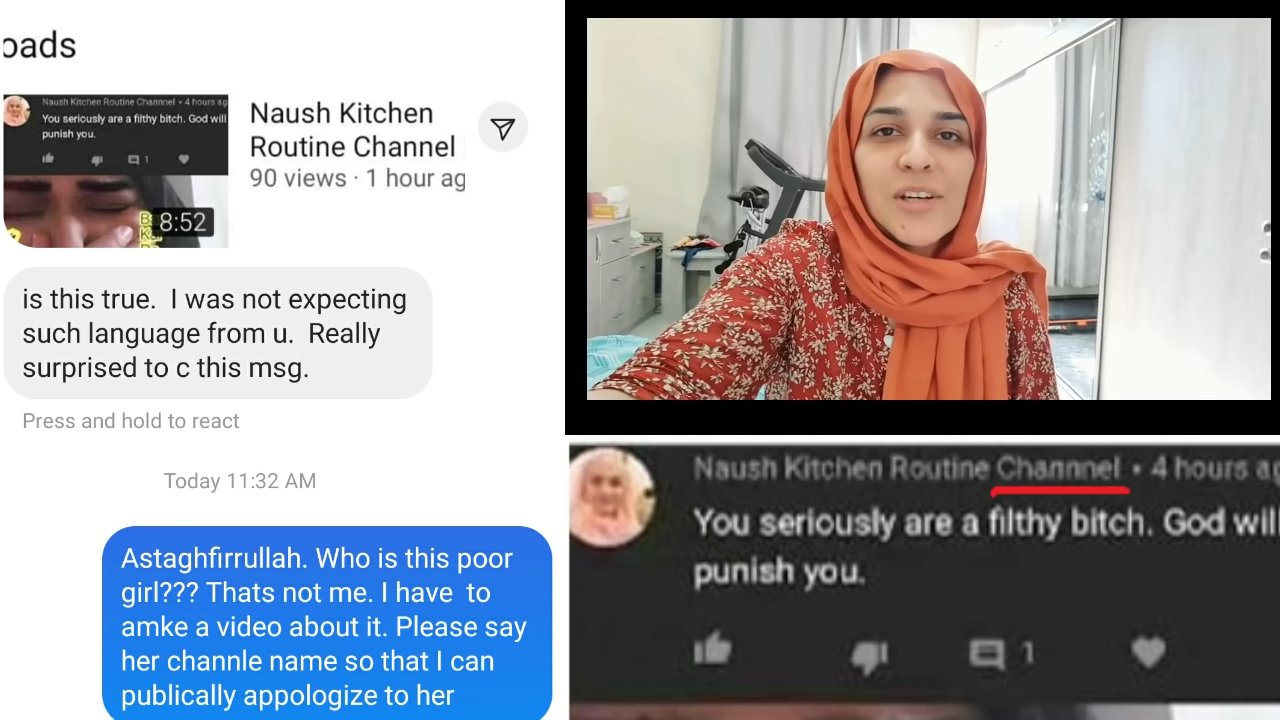 oads
Naush Kitchen Routine Channnel • 4 hours ag
You seriously are a filthy bitch. God will
punish you.
1
8:52
Naush Kitchen
Routine Channel
90 views · 1 hour ag
is this true. I was not expecting
such language from u. Really
surprised to c this msg.
Press and hold to react
Today 11:32 AM
Astaghfirrullah. Who is this poor
girl??? Thats not me. I have to
amke a video about it. Please say
her channle name so that I can
publically appologize to her
Naush Kitchen Routine Channnel • 4 hours ag
You seriously are a filthy bitch. God will
punish you.
1